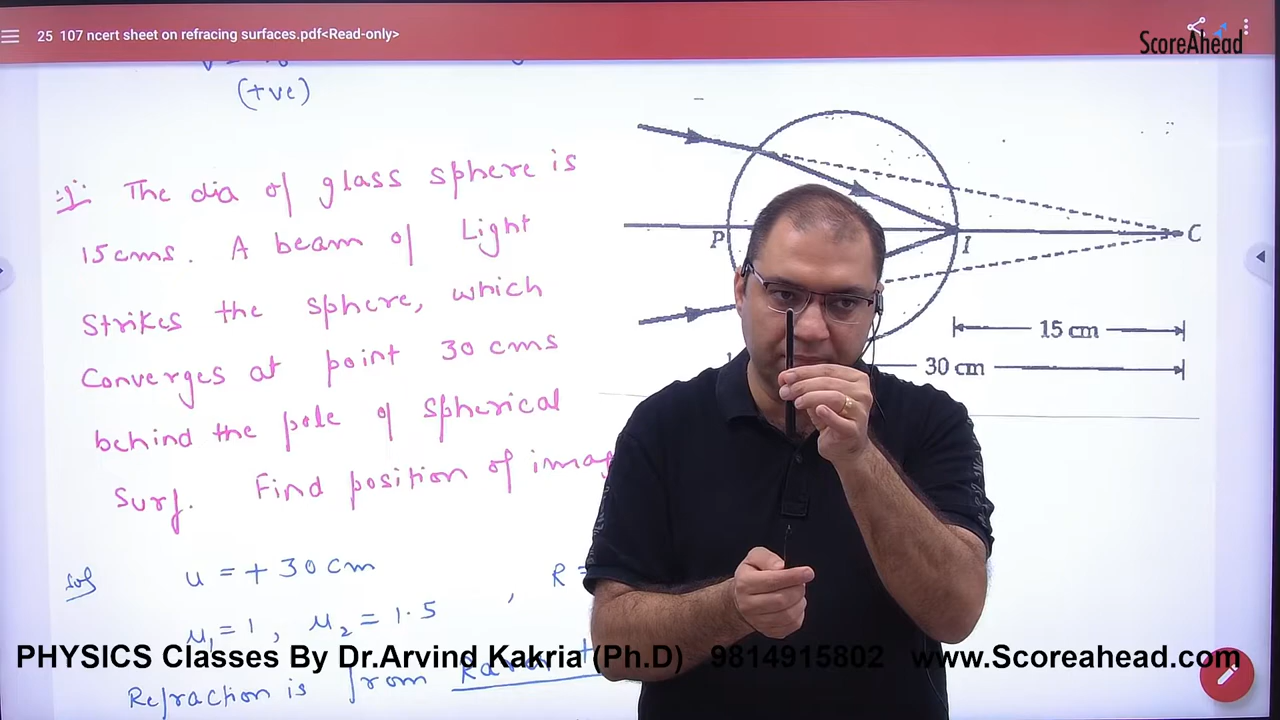 25 107 ncert sheet on refracing surfaces.pdf<Read-only>
ScoreAhead
(+ve)
:1: The dia of glass sphere is
15cms. A beam of Light
strikes the sphere, which
Converges at point 30 cms
behind the pole of spherical
Surf. Find position of imag
P
I
C
15 cm
30 cm
Sol
u = + 30 cm
R =
μ1 = 1, μ2 = 1.5 ,
PHYSICS Classes By Dr.Arvind Kakria (Ph.D) 9814915802 www.Scoreahead.com
Refraction is from Rarer t